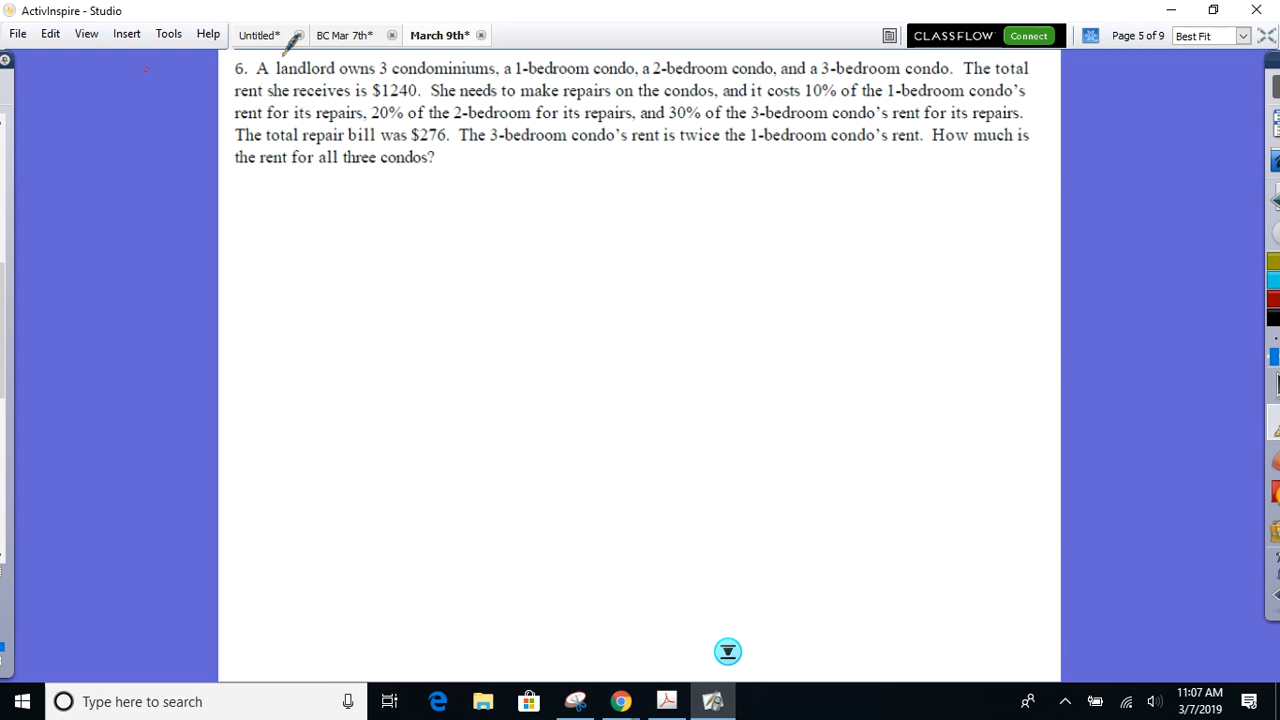 ActivInspire - Studio
File Edit View Insert Tools Help
Untitled* BC Mar 7th* March 9th*
CLASSFLOW Connect
Page 5 of 9 Best Fit
6. A landlord owns 3 condominiums, a 1-bedroom condo, a 2-bedroom condo, and a 3-bedroom condo. The total
rent she receives is $1240. She needs to make repairs on the condos, and it costs 10% of the 1-bedroom condo's
rent for its repairs, 20% of the 2-bedroom for its repairs, and 30% of the 3-bedroom condo's rent for its repairs.
The total repair bill was $276. The 3-bedroom condo's rent is twice the 1-bedroom condo's rent. How much is
the rent for all three condos?
Type here to search
11:07 AM
3/7/2019